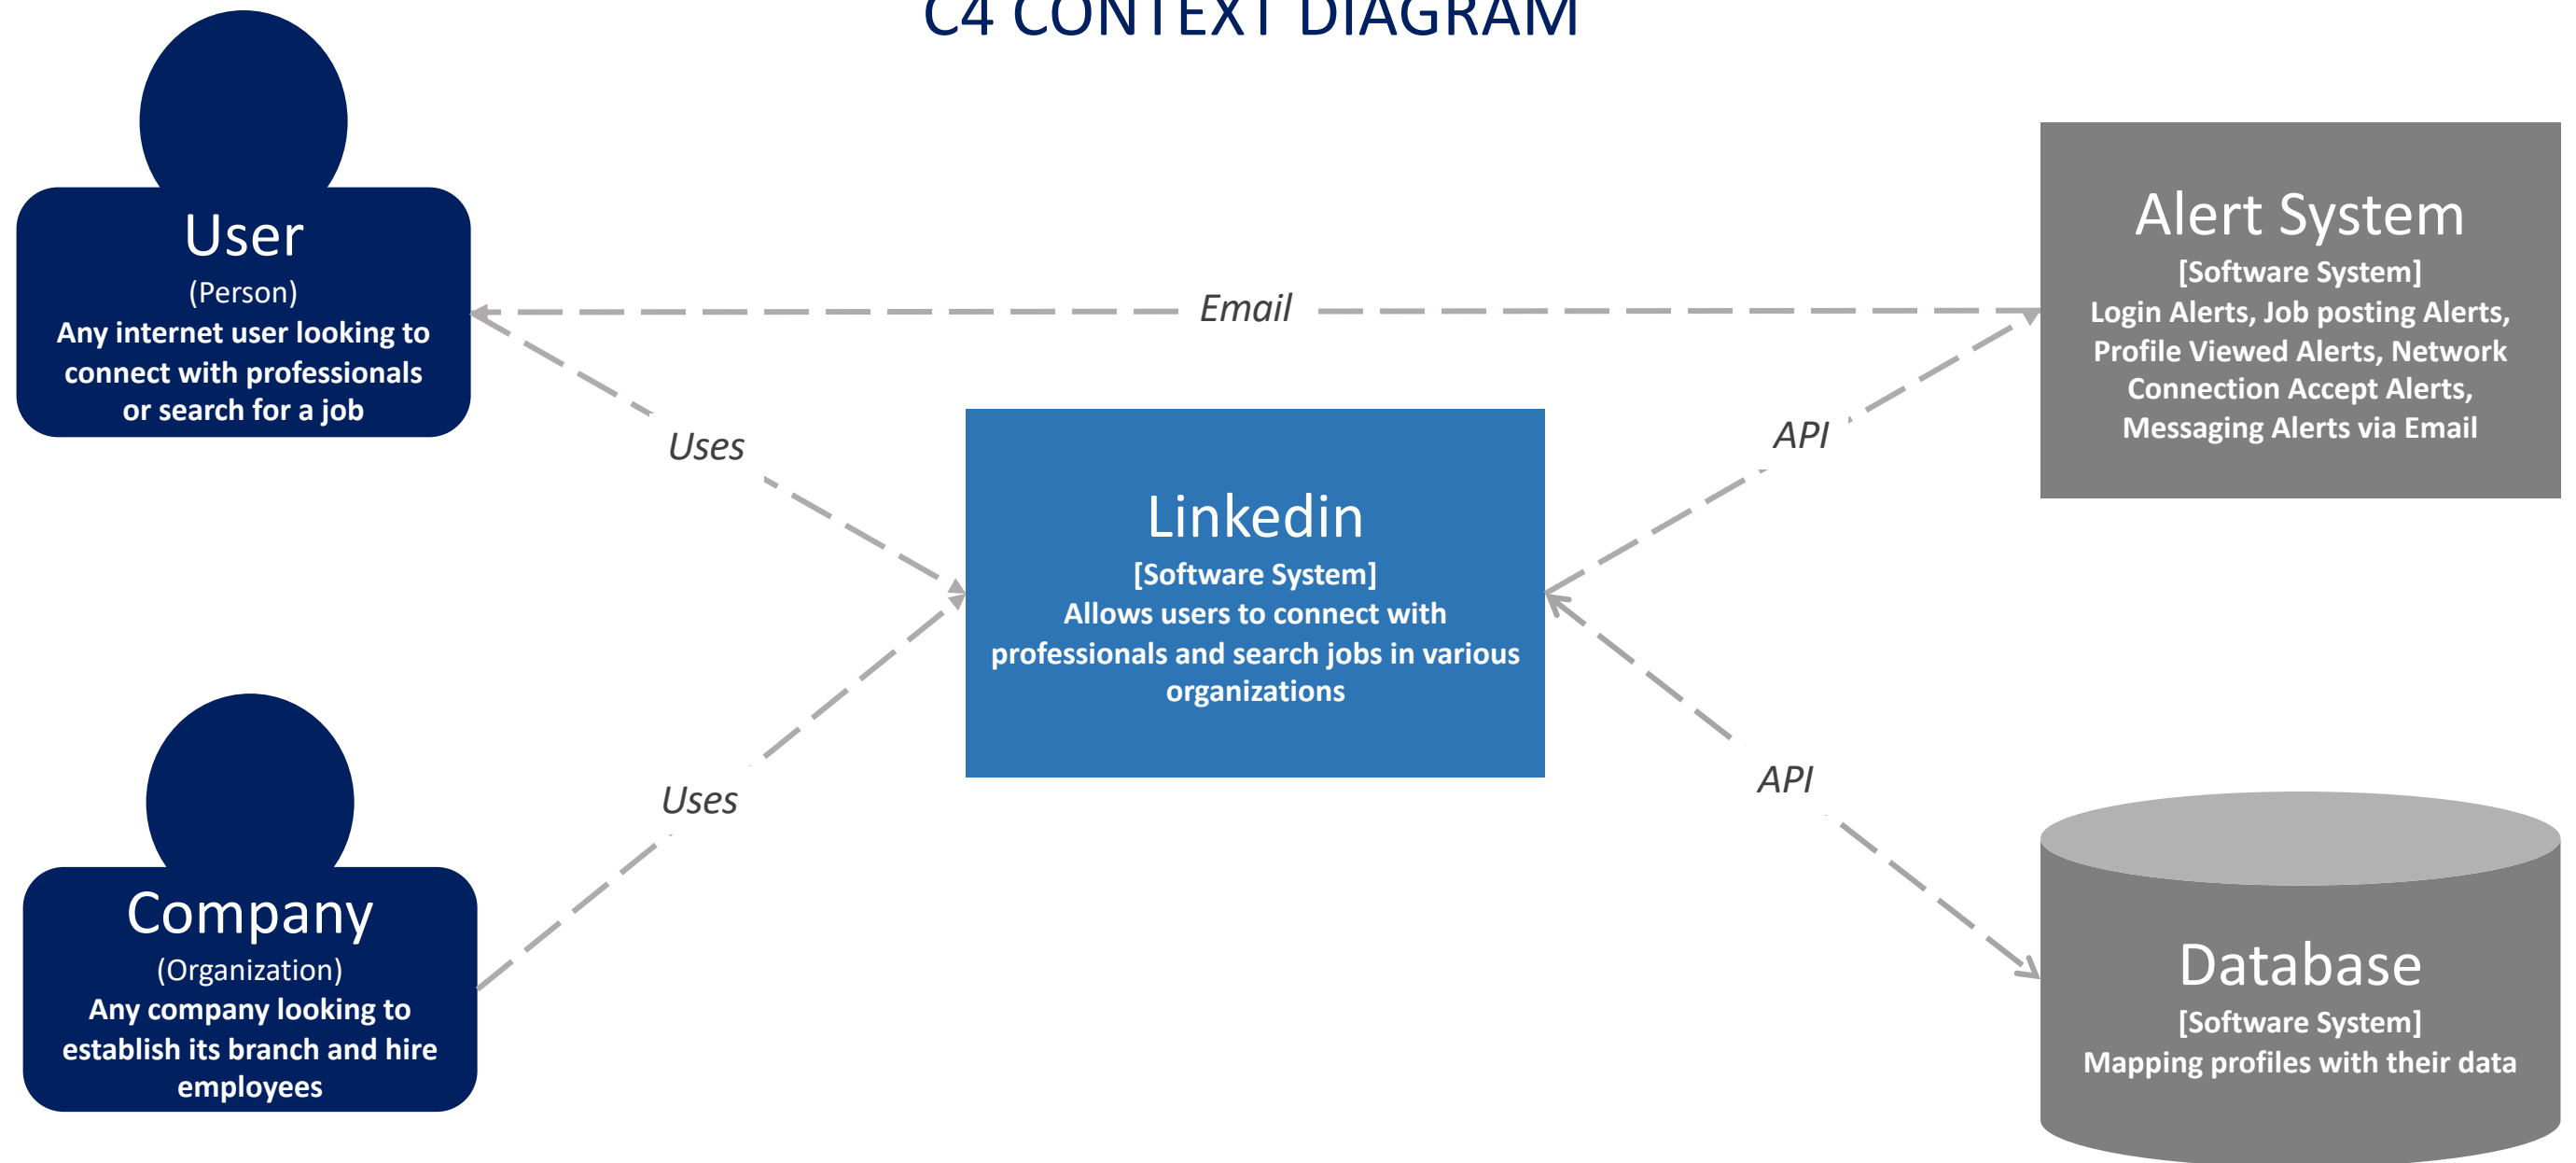 C4 CONTEXT DIAGRAM
User
(Person)
Any internet user looking to
connect with professionals
or search for a job
Email
Alert System
[Software System]
Login Alerts, Job posting Alerts,
Profile Viewed Alerts, Network
Connection Accept Alerts,
Messaging Alerts via Email
Uses
API
Linkedin
[Software System]
Allows users to connect with
professionals and search jobs in various
organizations
Uses
API
Company
(Organization)
Any company looking to
establish its branch and hire
employees
Database
[Software System]
Mapping profiles with their data